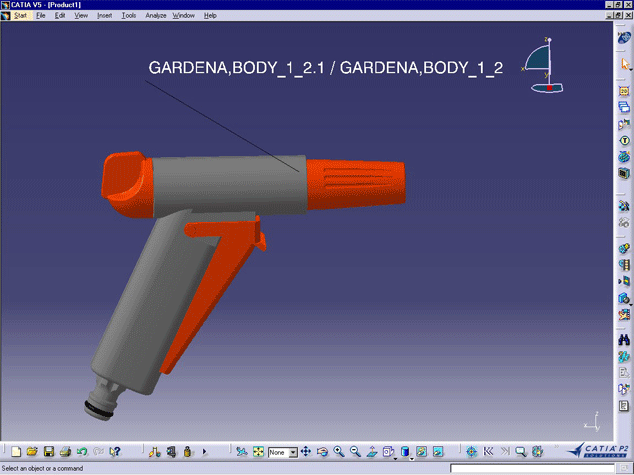 CATIA V5 - [Product1]
Start File Edit View Insert Tools Analyze Window Help
GARDENA,BODY_1_2.1 / GARDENA,BODY_1_2
z
x
y
None
CATIA P2
SOLUTIONS
Select an object or a command